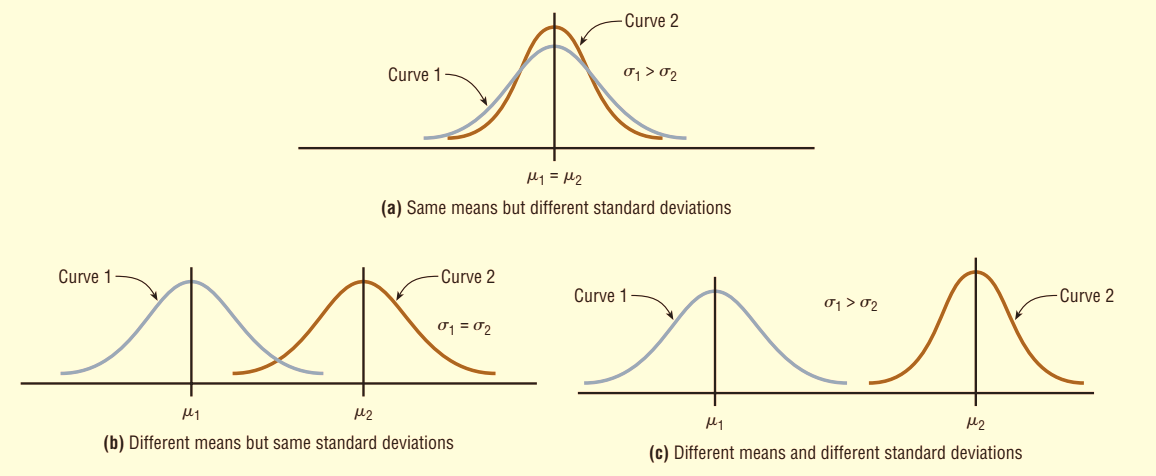 Curve 2
Curve 1
σ₁ > σ₂
μ₁ = μ₂
(a) Same means but different standard deviations
Curve 1
Curve 2
σ₁ = σ₂
μ₁
μ₂
(b) Different means but same standard deviations
Curve 1
σ₁ > σ₂
Curve 2
μ₁
μ₂
(c) Different means and different standard deviations